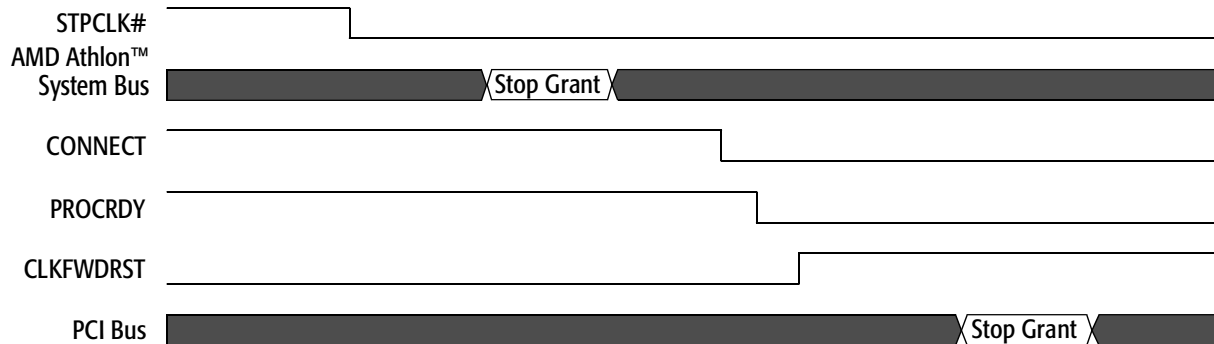 STPCLK#
AMD Athlon™
System Bus
Stop Grant
CONNECT
PROCRDY
CLKFWDRST
PCI Bus
Stop Grant